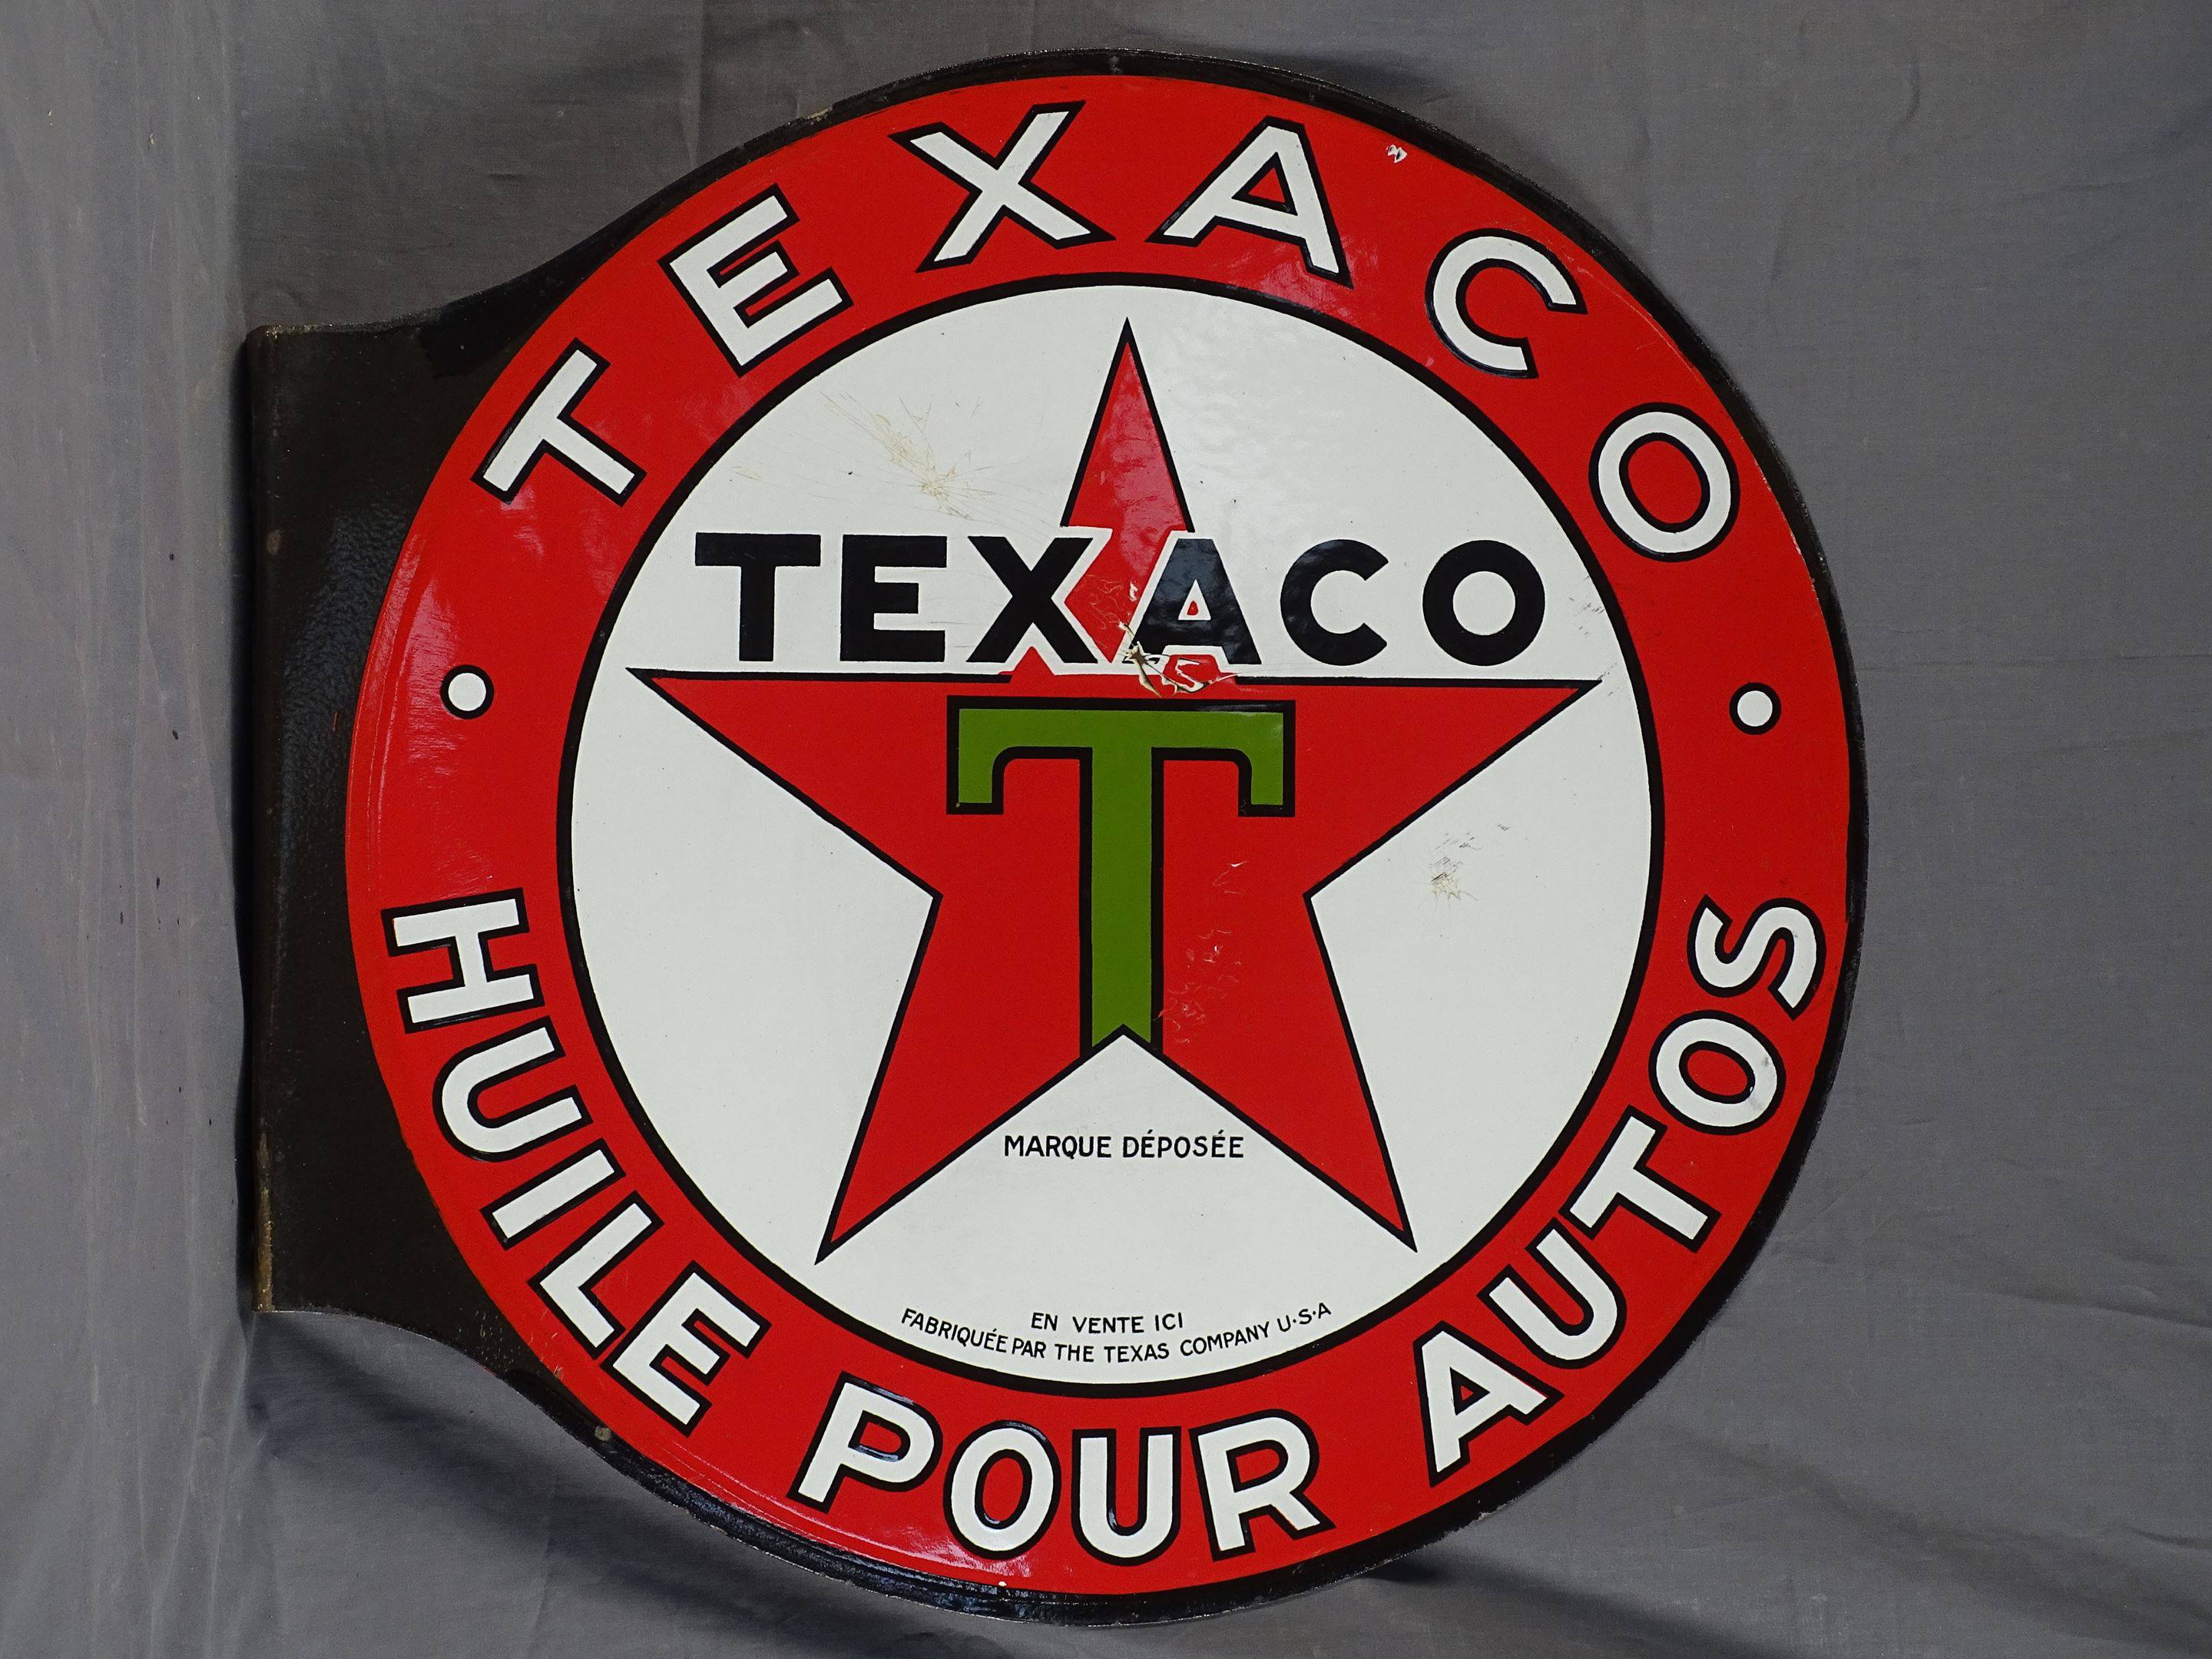 TEXACO
TEXACO
T
MARQUE DÉPOSÉE
EN VENTE ICI
FABRIQUÉE PAR THE TEXAS COMPANY U·S·A
• HUILE POUR AUTOS •